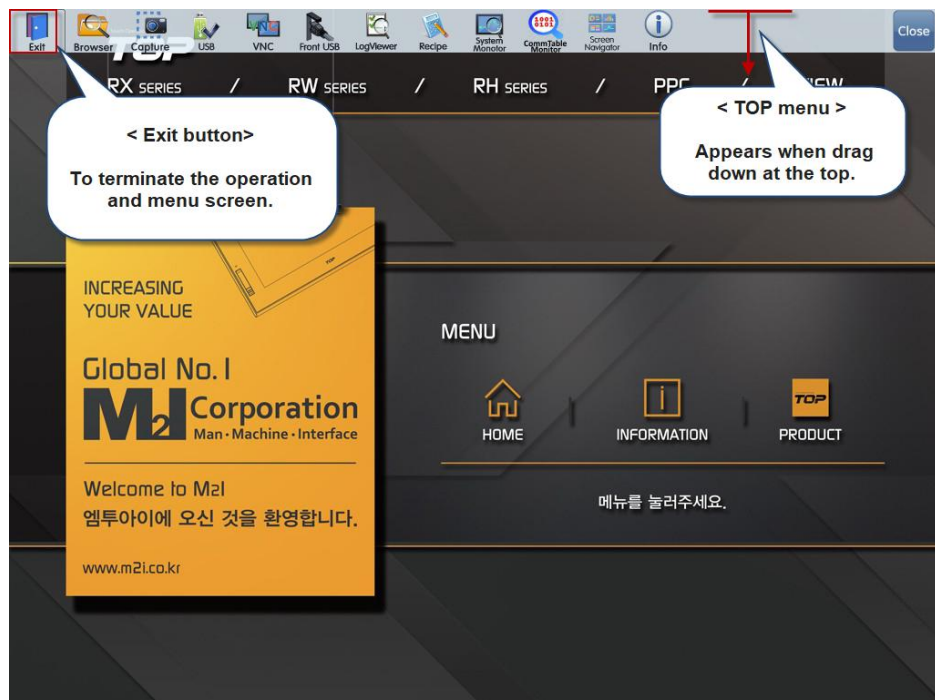 Exit Browser Capture USB VNC Front USB LogViewer Recipe System Monotor CommTable Monitor Screen Navigator Info Close
TOP
RX SERIES / RW SERIES / RH SERIES / PPC / VIEW
< Exit button>
To terminate the operation
and menu screen.
< TOP menu >
Appears when drag
down at the top.
INCREASING
YOUR VALUE
Global No.1
M2I Corporation
Man·Machine·Interface
Welcome to M2I
엠투아이에 오신 것을 환영합니다.
www.m2i.co.kr
MENU
HOME
INFORMATION
TOP
PRODUCT
메뉴를 눌러주세요.